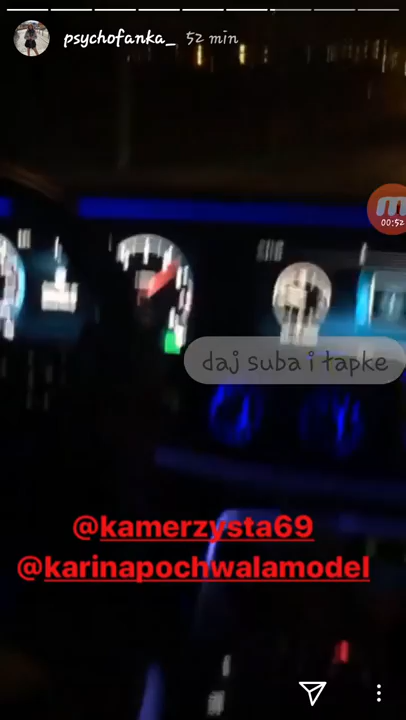 psychofanka_ 52 min
00:52
daj suba i łapke
@kamerzysta69
@karinapochwalamodel